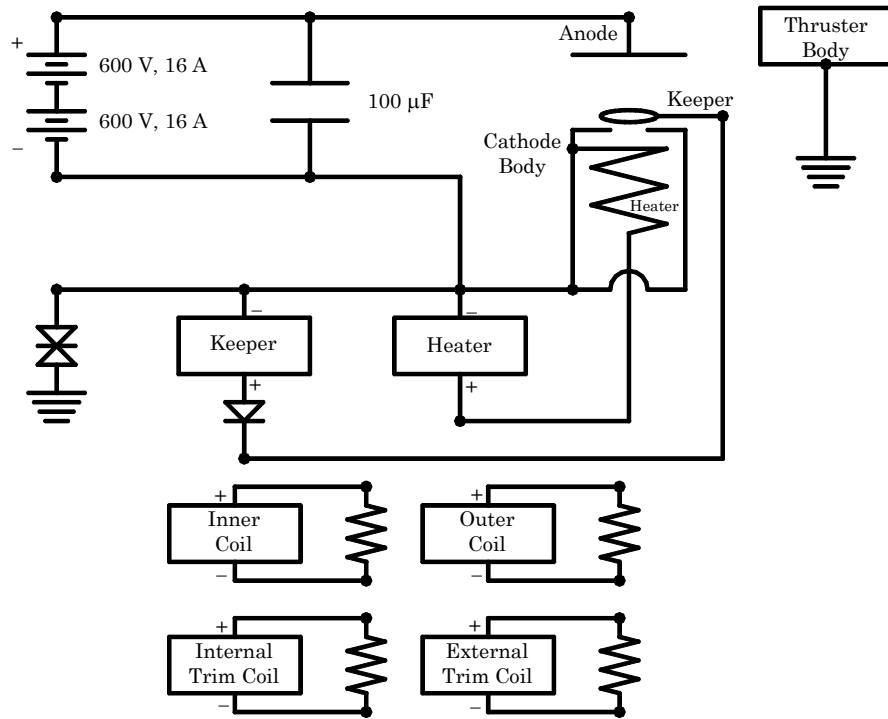 Anode
Thruster
Body
+
600 V, 16 A
100 µF
600 V, 16 A
−
Keeper
Cathode
Body
Heater
−
Keeper
+
−
Heater
+
+
Inner
Coil
−
+
Outer
Coil
−
+
Internal
Trim Coil
−
+
External
Trim Coil
−